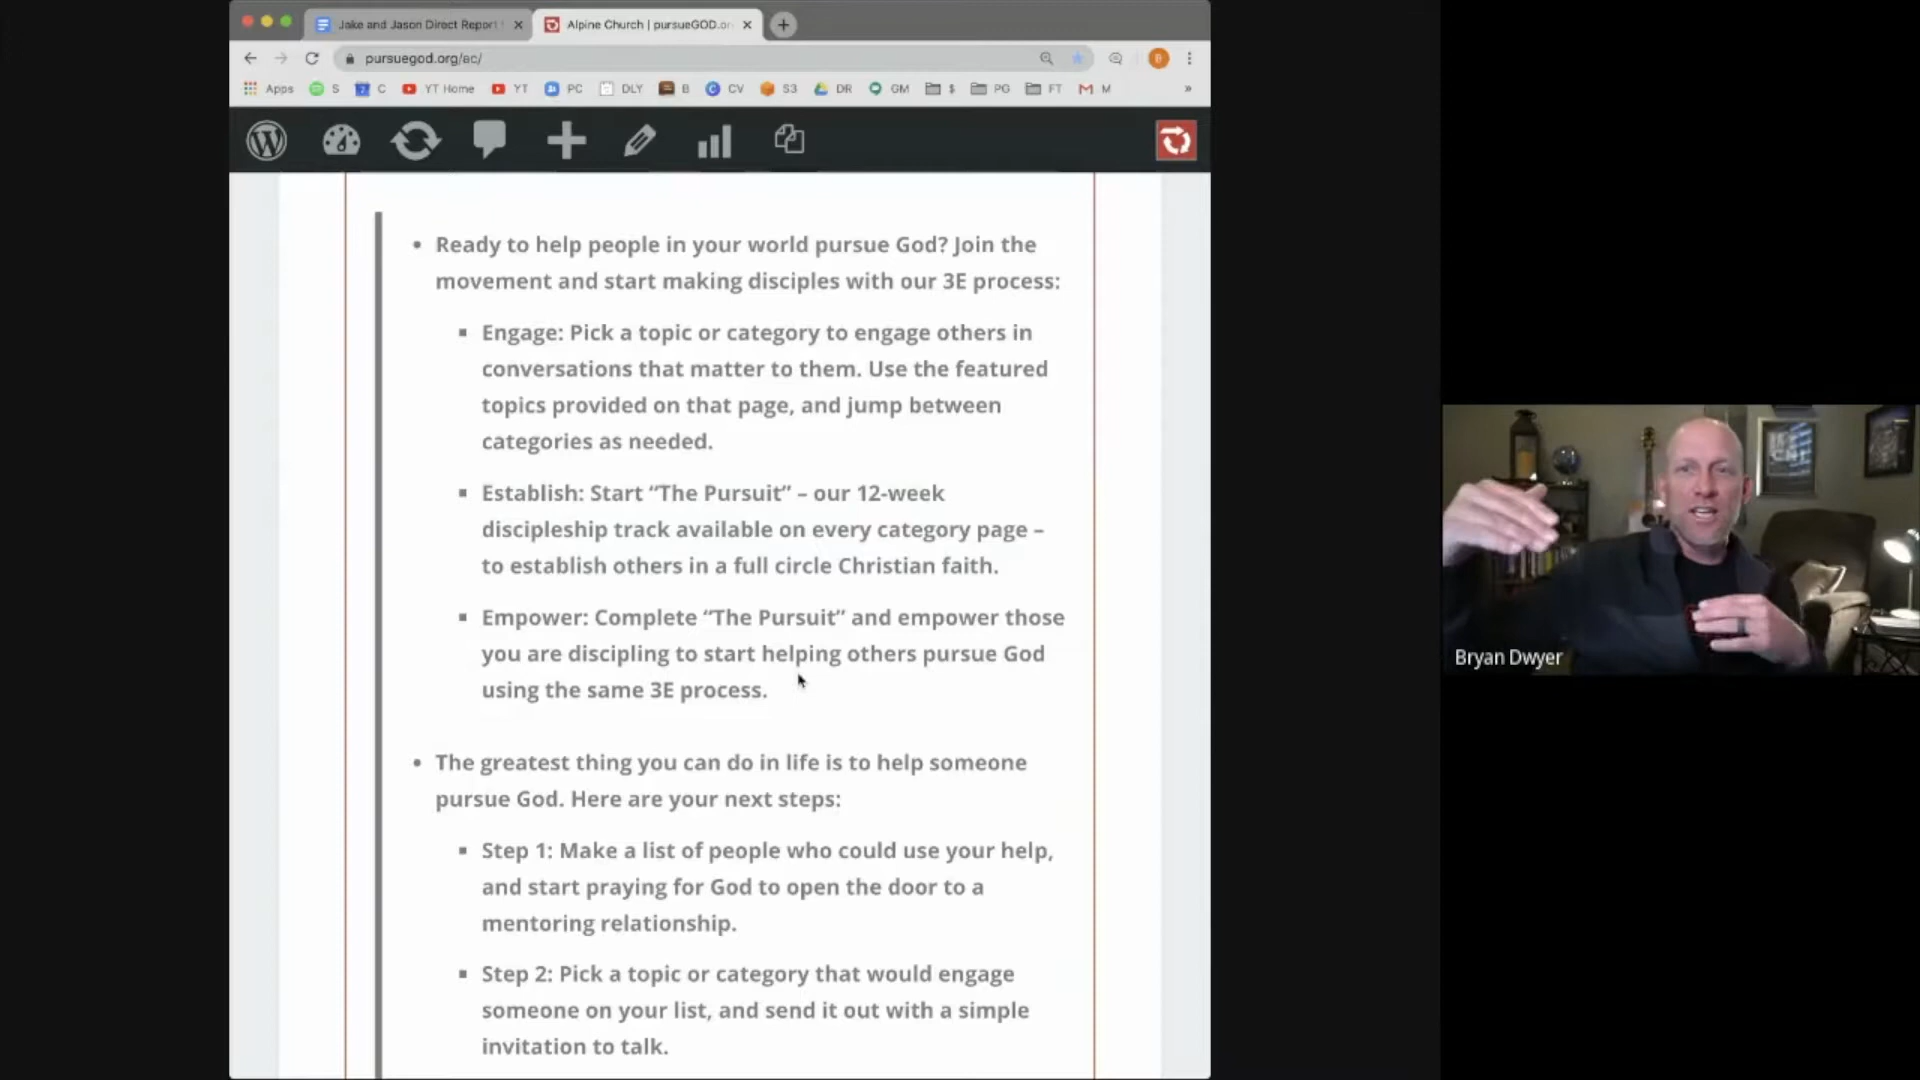 Jake and Jason Direct Report
Alpine Church | pursueGOD.or
pursuegod.org/ac/
B
Apps S C YT Home YT PC DLY B CV S3 DR GM $ PG FT M »
Ready to help people in your world pursue God? Join the
movement and start making disciples with our 3E process:
Engage: Pick a topic or category to engage others in
conversations that matter to them. Use the featured
topics provided on that page, and jump between
categories as needed.
Establish: Start “The Pursuit” – our 12-week
discipleship track available on every category page –
to establish others in a full circle Christian faith.
Empower: Complete “The Pursuit” and empower those
you are discipling to start helping others pursue God
using the same 3E process.
The greatest thing you can do in life is to help someone
pursue God. Here are your next steps:
Step 1: Make a list of people who could use your help,
and start praying for God to open the door to a
mentoring relationship.
Step 2: Pick a topic or category that would engage
someone on your list, and send it out with a simple
invitation to talk.
Bryan Dwyer